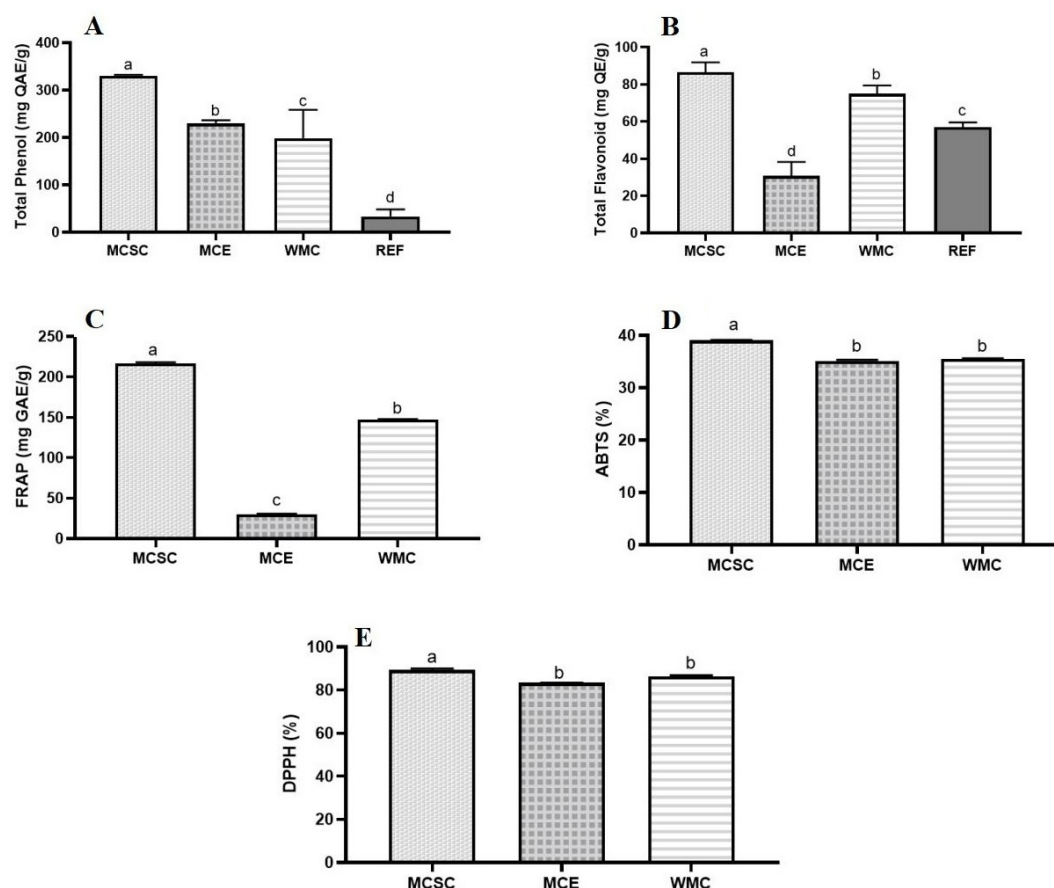 A
Total Phenol (mg QAE/g)
400
300
200
100
0
a
b
c
d
MCSC MCE WMC REF
B
Total Flavonoid (mg QE/g)
100
80
60
40
20
0
a
d
b
c
MCSC MCE WMC REF
C
FRAP (mg GAE/g)
250
200
150
100
50
0
a
c
b
MCSC MCE WMC
D
ABTS (%)
40
30
20
10
0
a
b
b
MCSC MCE WMC
E
DPPH (%)
100
80
60
40
20
0
a
b
b
MCSC MCE WMC